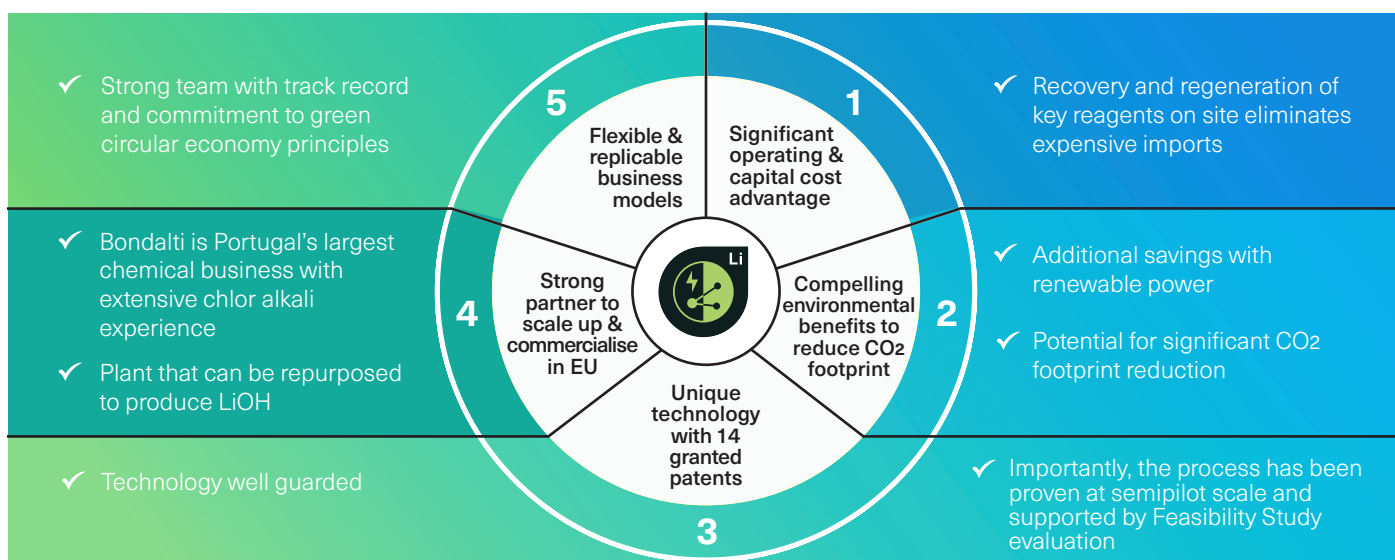 5
1
Strong team with track record
and commitment to green
circular economy principles
Flexible &
replicable
business
models
Significant
operating &
capital cost
advantage
Recovery and regeneration of
key reagents on site eliminates
expensive imports
Bondalti is Portugal's largest
chemical business with
extensive chlor alkali
experience
Plant that can be repurposed
to produce LiOH
4
Strong
partner to
scale up &
commercialise
in EU
Li
Compelling
environmental
benefits to
reduce CO2
footprint
2
Additional savings with
renewable power
Potential for significant CO2
footprint reduction
Technology well guarded
Unique
technology
with 14
granted
patents
3
Importantly, the process has been
proven at semipilot scale and
supported by Feasibility Study
evaluation